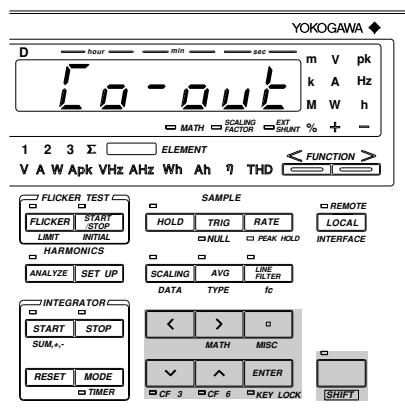 YOKOGAWA
D hour min sec
Co-out
m V pk
k A Hz
M W h
% + −
MATH SCALING FACTOR EXT SHUNT
1 2 3 Σ ELEMENT
V A W Apk VHz AHz Wh Ah η THD
< FUNCTION >
FLICKER TEST SAMPLE
REMOTE
FLICKER START /STOP HOLD TRIG RATE LOCAL
LIMIT INITIAL NULL PEAK HOLD INTERFACE
HARMONICS
ANALYZE SET UP SCALING AVG LINE FILTER
DATA TYPE fc
INTEGRATOR
START STOP < >
SUM,+,- MATH MISC
RESET MODE ENTER
TIMER CF 3 CF 6 KEY LOCK SHIFT